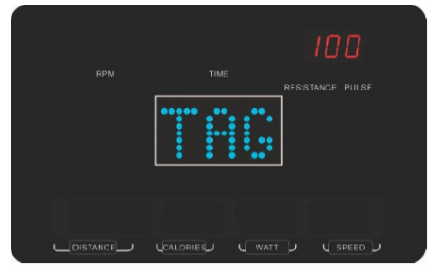 100
RPM TIME
RESISTANCE PULSE
TAG
DISTANCE CALORIES WATT SPEED